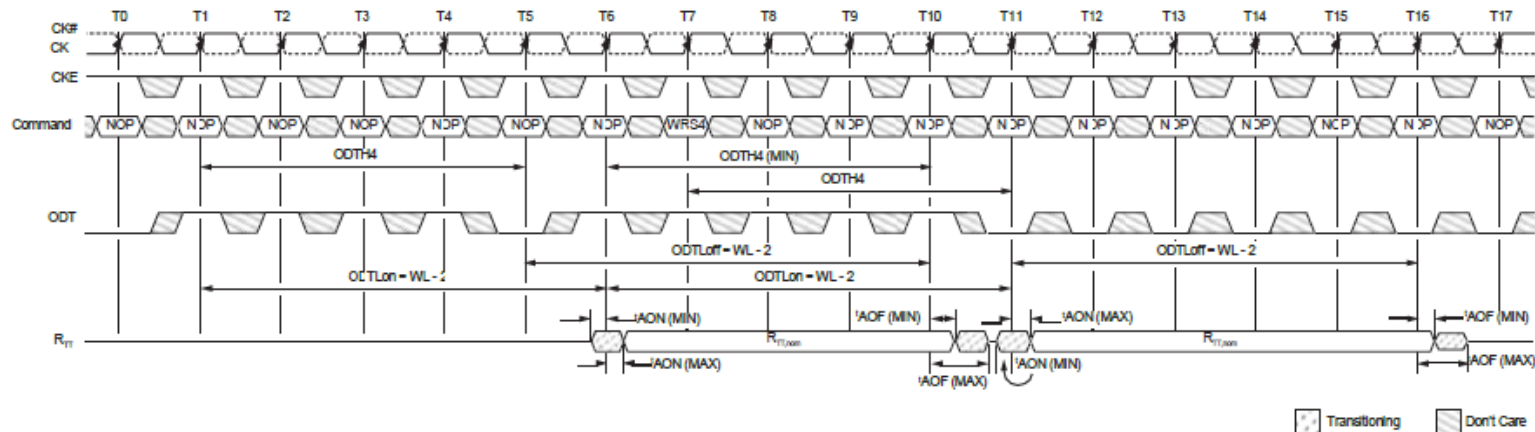 T0 T1 T2 T3 T4 T5 T6 T7 T8 T9 T10 T11 T12 T13 T14 T15 T16 T17
CK#
CK
CKE
Command NOP NOP NOP NOP NOP NOP NOP WRS4 NOP NOP NOP NOP NOP NOP NOP NOP NOP NOP
ODTH4 ODTH4 (MIN)
ODTH4
ODT
ODTLoff = WL - 2 ODTLoff = WL - 2
ODTLon = WL - 2 ODTLon = WL - 2
tAON (MIN) tAOF (MIN) tAON (MAX) tAOF (MIN)
RTT RTT,nom RTT,nom
tAON (MAX) tAON (MIN) tAOF (MAX)
tAOF (MAX)
Transitioning Don't Care